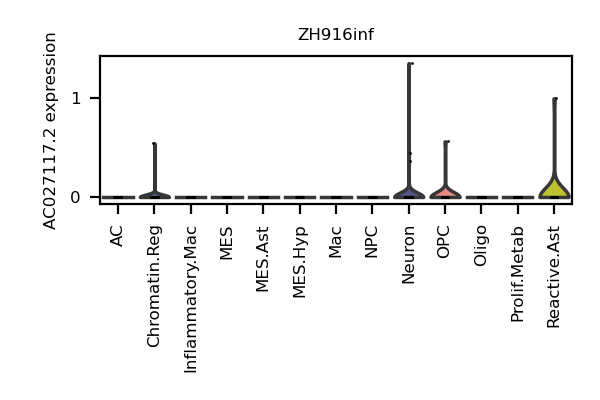 ZH916inf
AC027117.2 expression
1
0
AC
Chromatin.Reg
Inflammatory.Mac
MES
MES.Ast
MES.Hyp
Mac
NPC
Neuron
OPC
Oligo
Prolif.Metab
Reactive.Ast